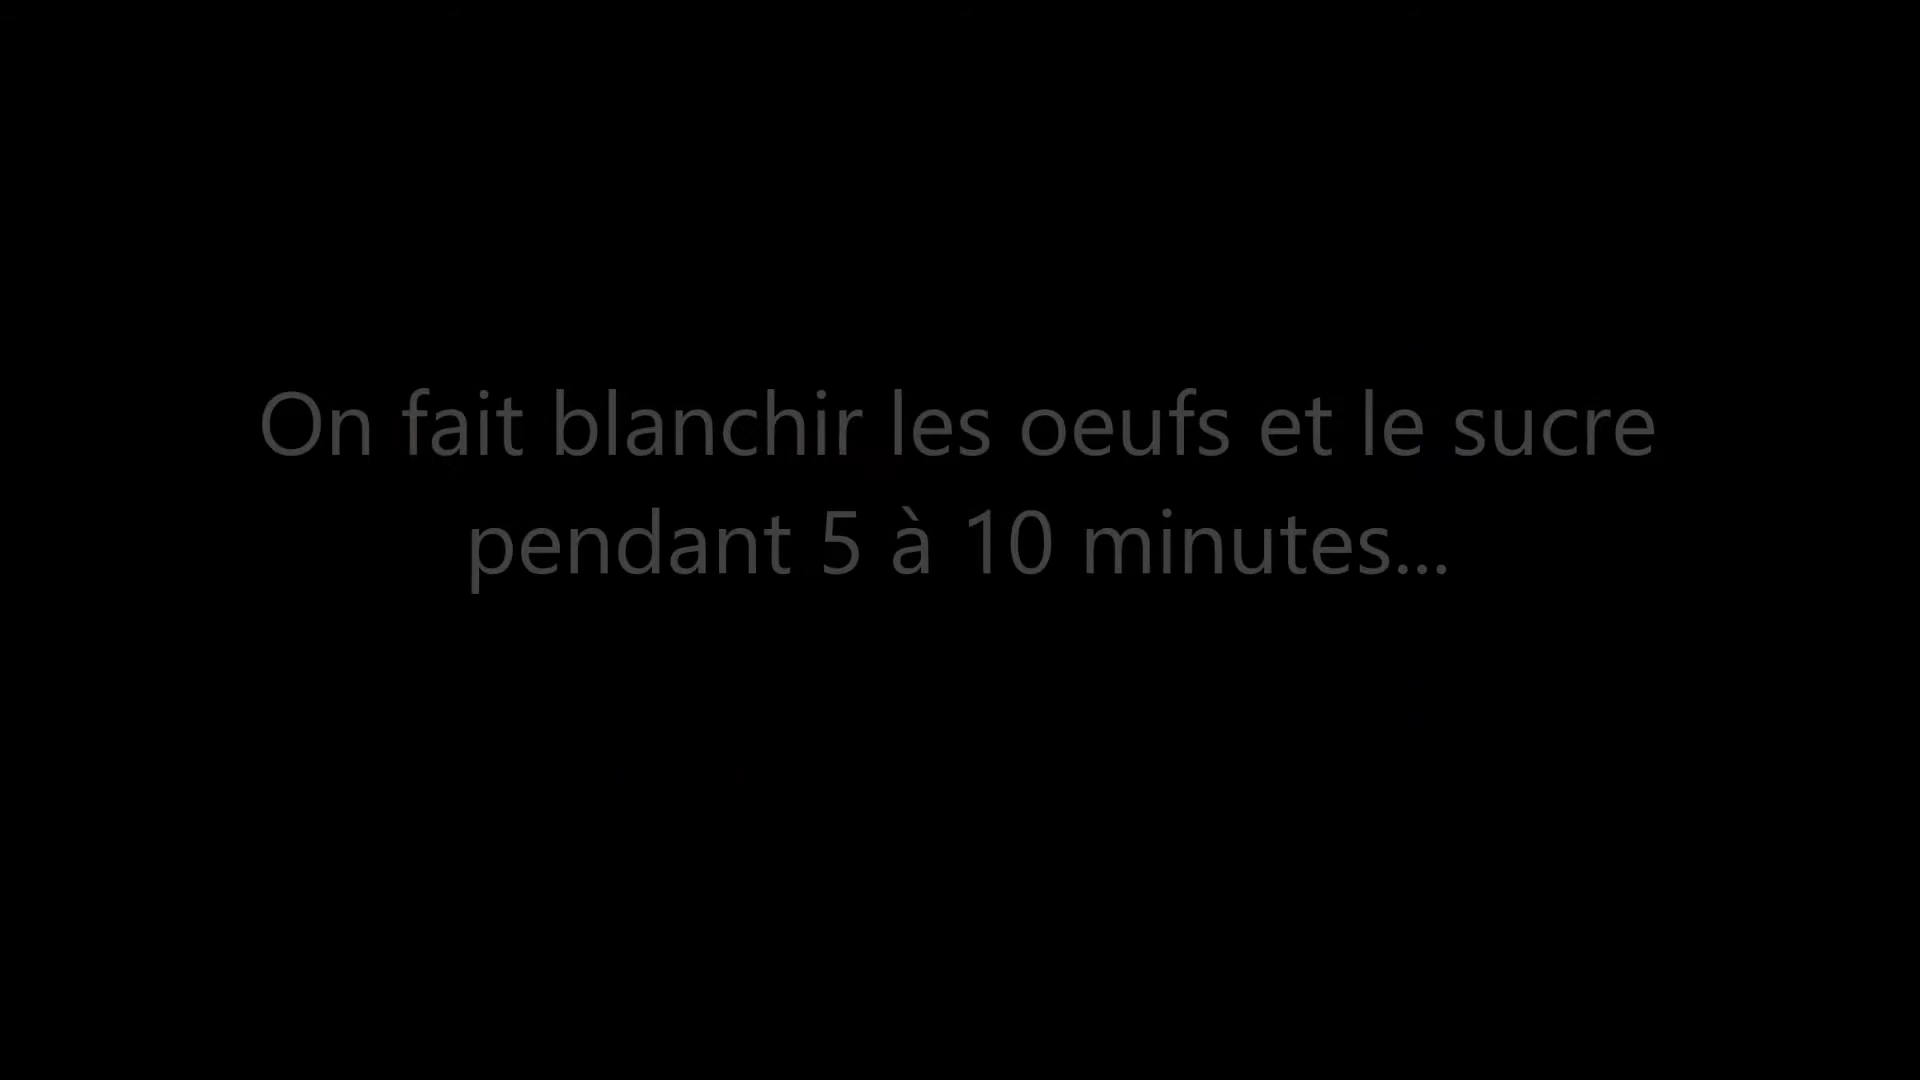 On fait blanchir les oeufs et le sucre
pendant 5 à 10 minutes...